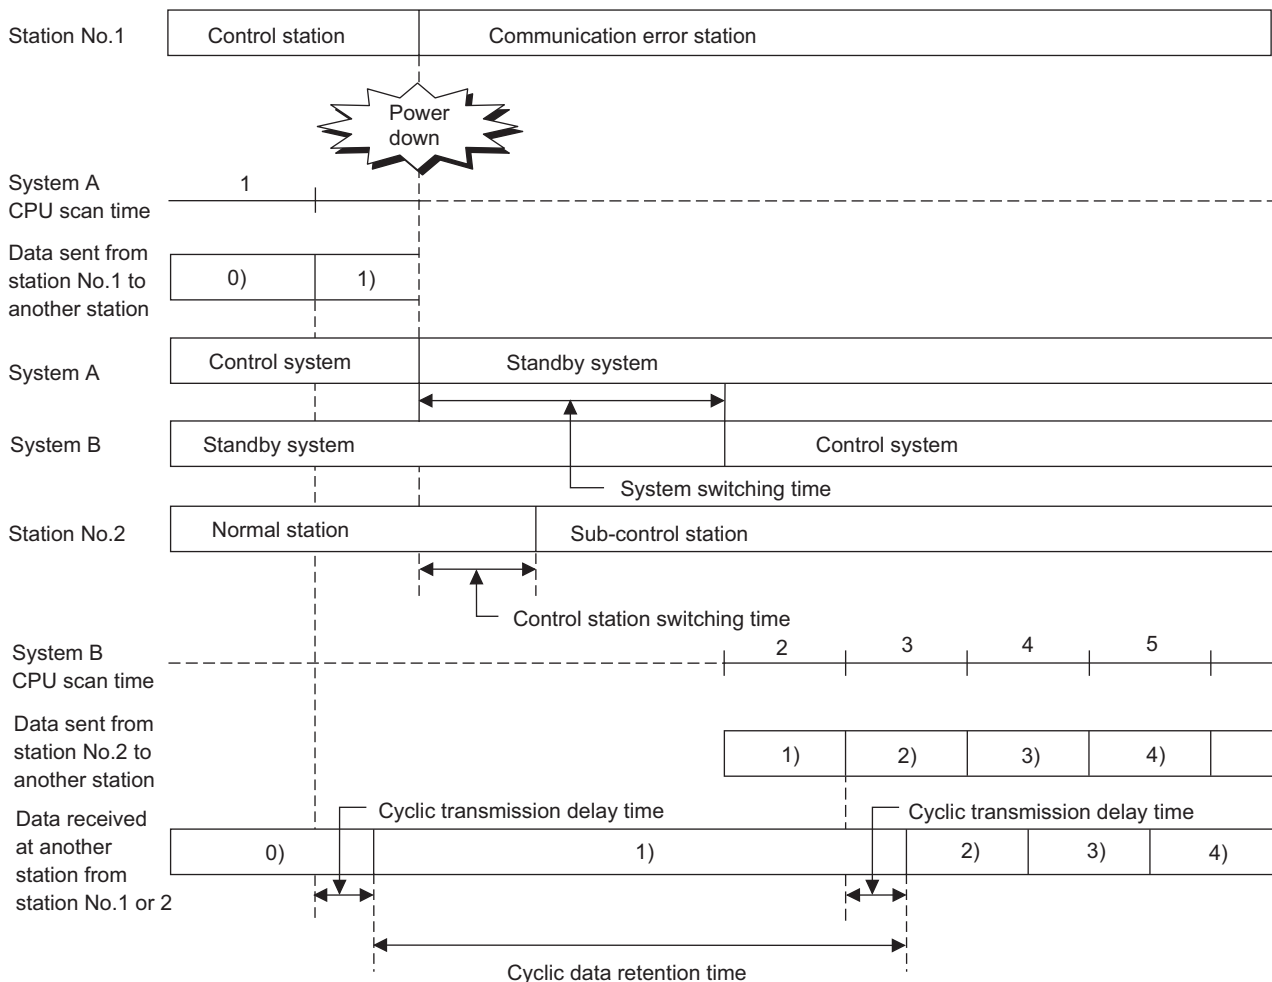 Station No.1
Control station
Communication error station
Power
down
System A
CPU scan time
1
Data sent from
station No.1 to
another station
0)
1)
System A
Control system
Standby system
System B
Standby system
Control system
System switching time
Station No.2
Normal station
Sub-control station
Control station switching time
System B
CPU scan time
2
3
4
5
Data sent from
station No.2 to
another station
1)
2)
3)
4)
Cyclic transmission delay time
Cyclic transmission delay time
Data received
at another
station from
station No.1 or 2
0)
1)
2)
3)
4)
Cyclic data retention time